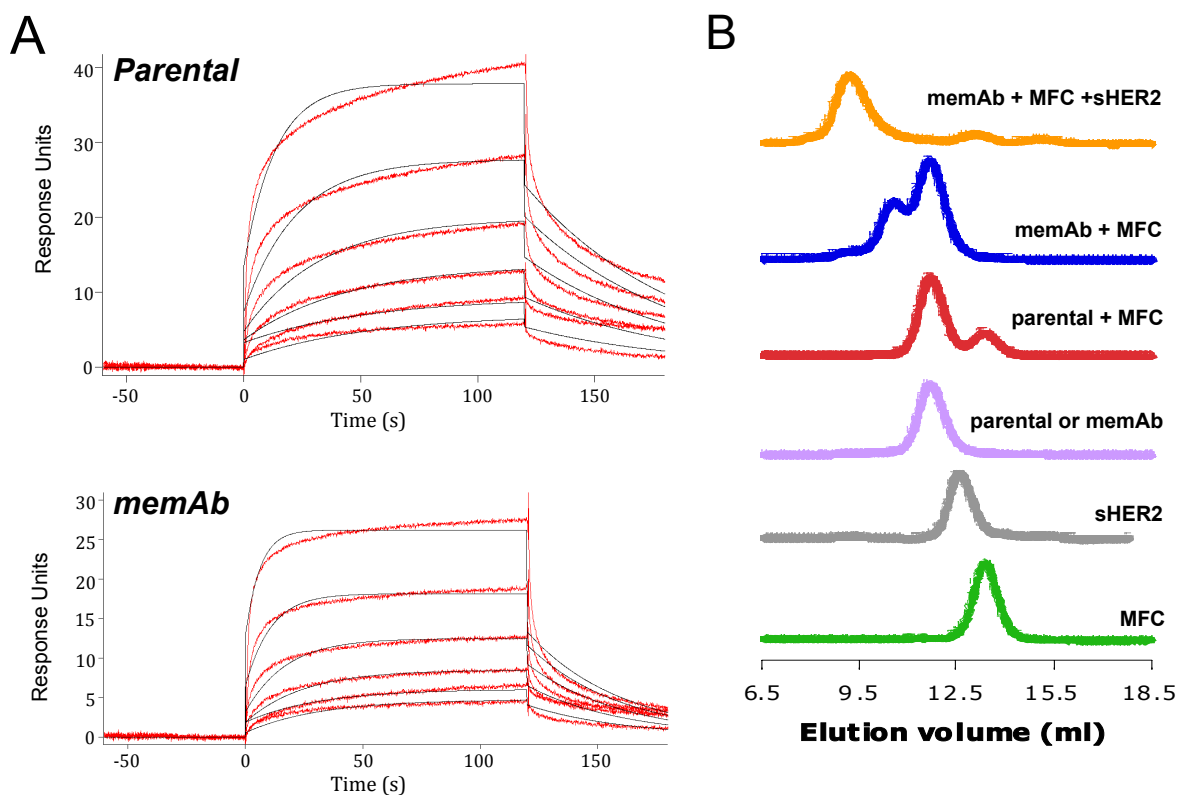 A
Parental
40
30
20
10
0
Response Units
-50 0 50 100 150
Time (s)
memAb
30
25
20
15
10
5
0
Response Units
-50 0 50 100 150
Time (s)
B
memAb + MFC +sHER2
memAb + MFC
parental + MFC
parental or memAb
sHER2
MFC
6.5 9.5 12.5 15.5 18.5
Elution volume (ml)